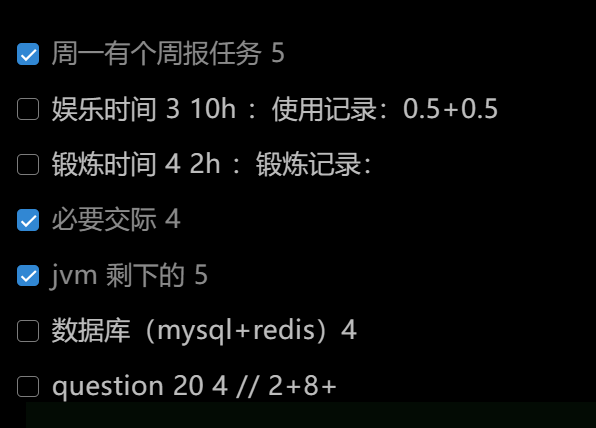 周一有个周报任务 5
娱乐时间 3 10h ：使用记录：0.5+0.5
锻炼时间 4 2h ：锻炼记录：
必要交际 4
jvm 剩下的 5
数据库（mysql+redis）4
question 20 4 // 2+8+